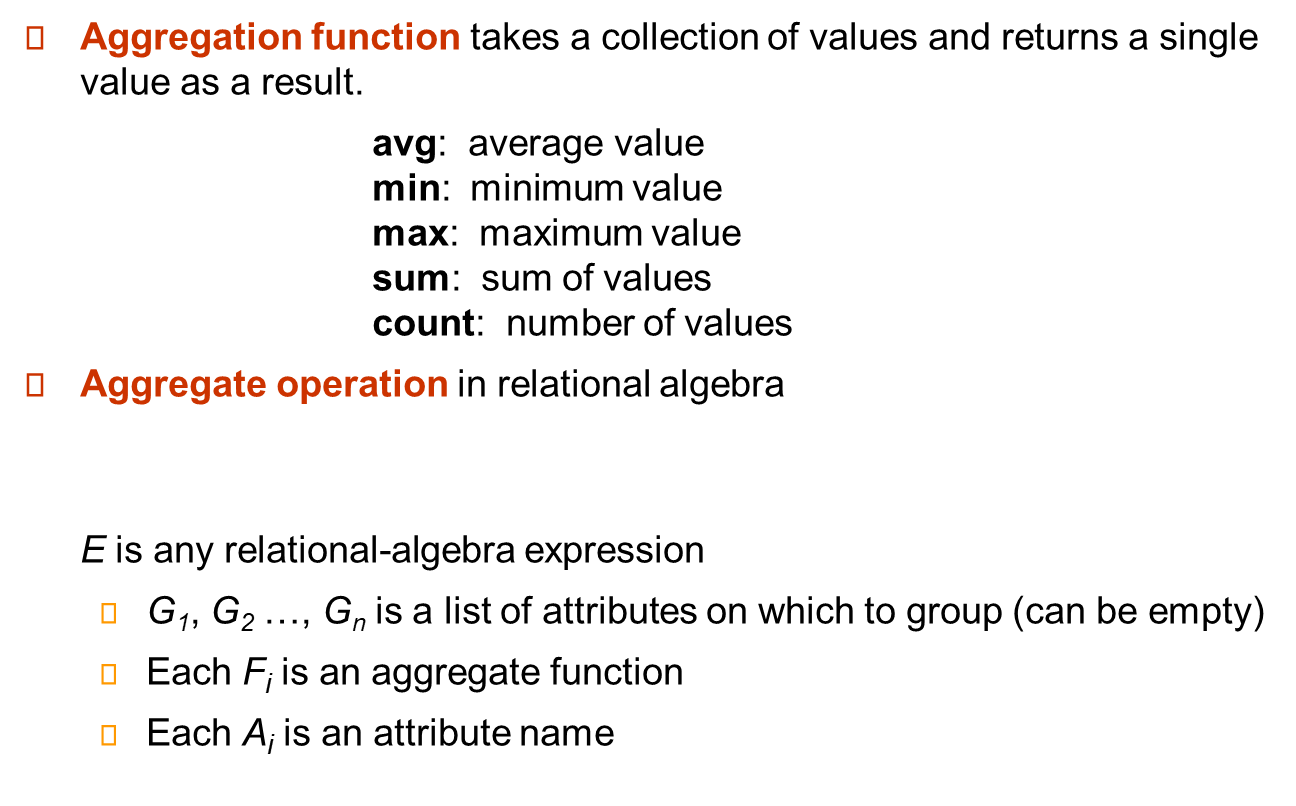 Aggregation function takes a collection of values and returns a single
value as a result.
avg: average value
min: minimum value
max: maximum value
sum: sum of values
count: number of values
Aggregate operation in relational algebra
E is any relational-algebra expression
G1, G2 …, Gn is a list of attributes on which to group (can be empty)
Each Fi is an aggregate function
Each Ai is an attribute name